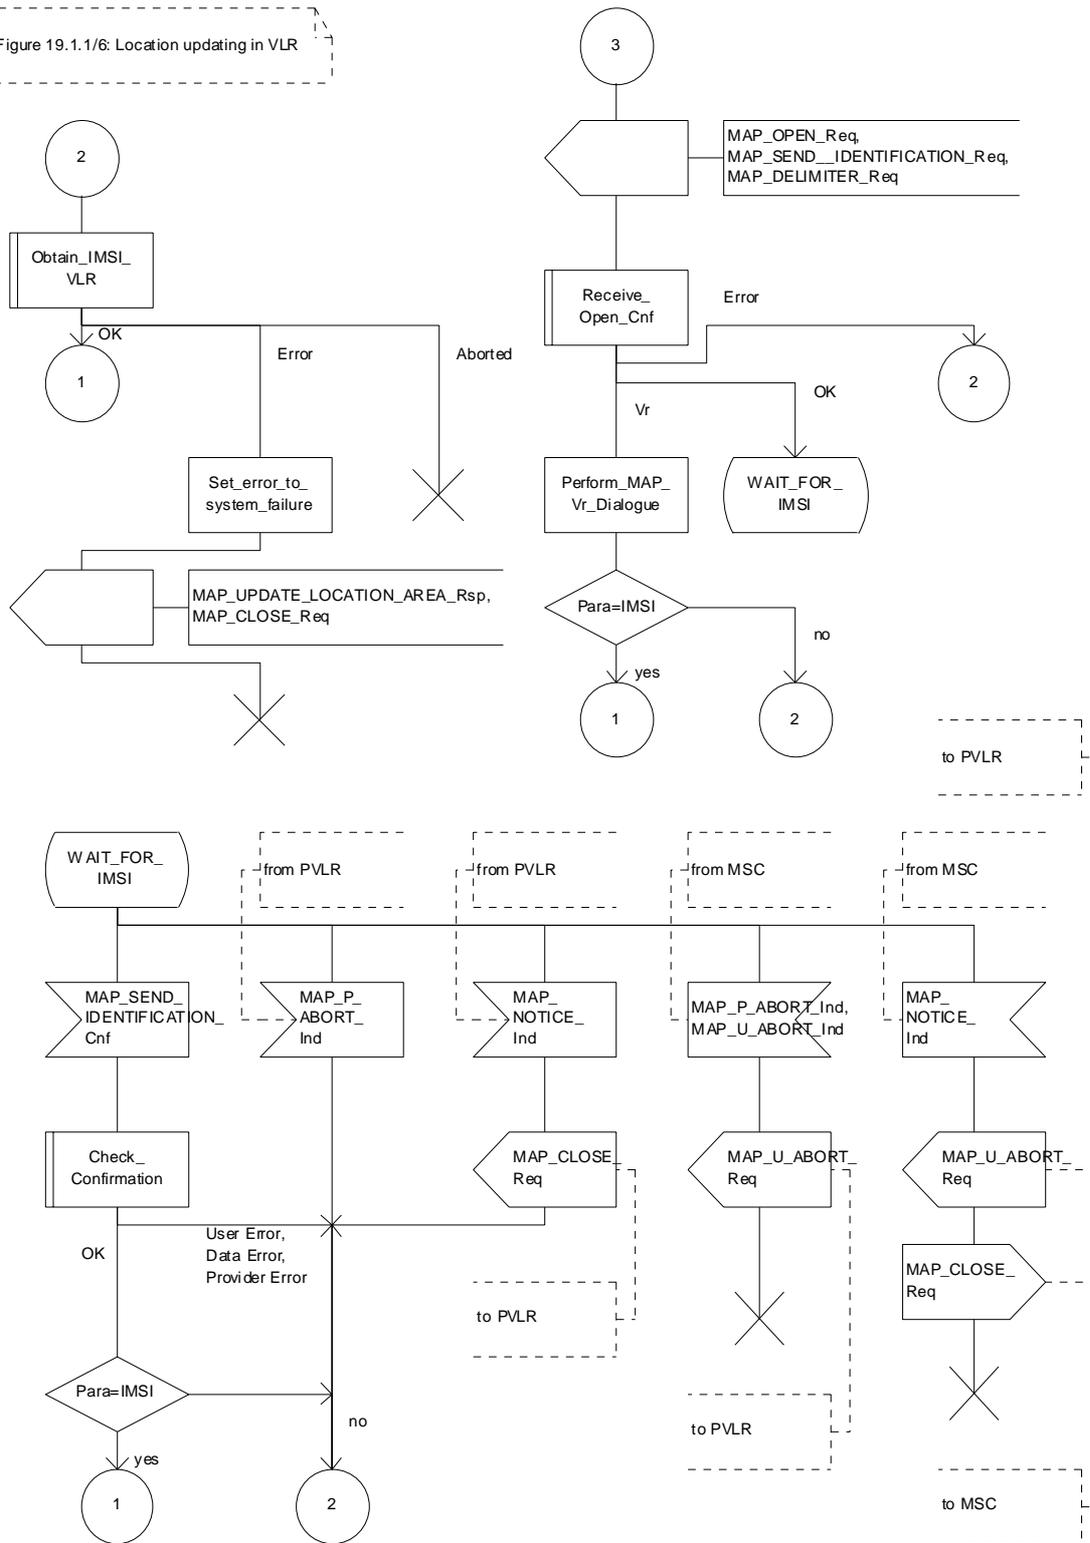 Figure 19.1.1/6: Location updating in VLR
3
MAP_OPEN_Req,
MAP_SEND__IDENTIFICATION_Req,
MAP_DELIMITER_Req
2
Obtain_IMSI_
VLR
OK
Error
Aborted
1
Set_error_to_
system_failure
MAP_UPDATE_LOCATION_AREA_Rsp,
MAP_CLOSE_Req
Receive_
Open_Cnf
Error
2
OK
Vr
Perform_MAP_
Vr_Dialogue
WAIT_FOR_
IMSI
Para=IMSI
no
yes
1
2
to PVLR
WAIT_FOR_
IMSI
from PVLR
from PVLR
from MSC
from MSC
MAP_SEND_
IDENTIFICATION_
Cnf
MAP_P_
ABORT_
Ind
MAP_
NOTICE_
Ind
MAP_P_ABORT_Ind,
MAP_U_ABORT_Ind
MAP_
NOTICE_
Ind
Check_
Confirmation
MAP_CLOSE_
Req
MAP_U_ABORT_
Req
MAP_U_ABORT_
Req
OK
User Error,
Data Error,
Provider Error
MAP_CLOSE_
Req
to PVLR
Para=IMSI
no
to PVLR
yes
1
2
to MSC